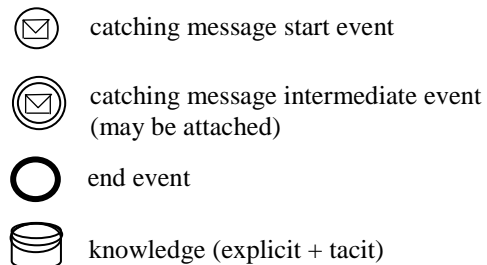 catching message start event
catching message intermediate event
(may be attached)
end event
knowledge (explicit + tacit)